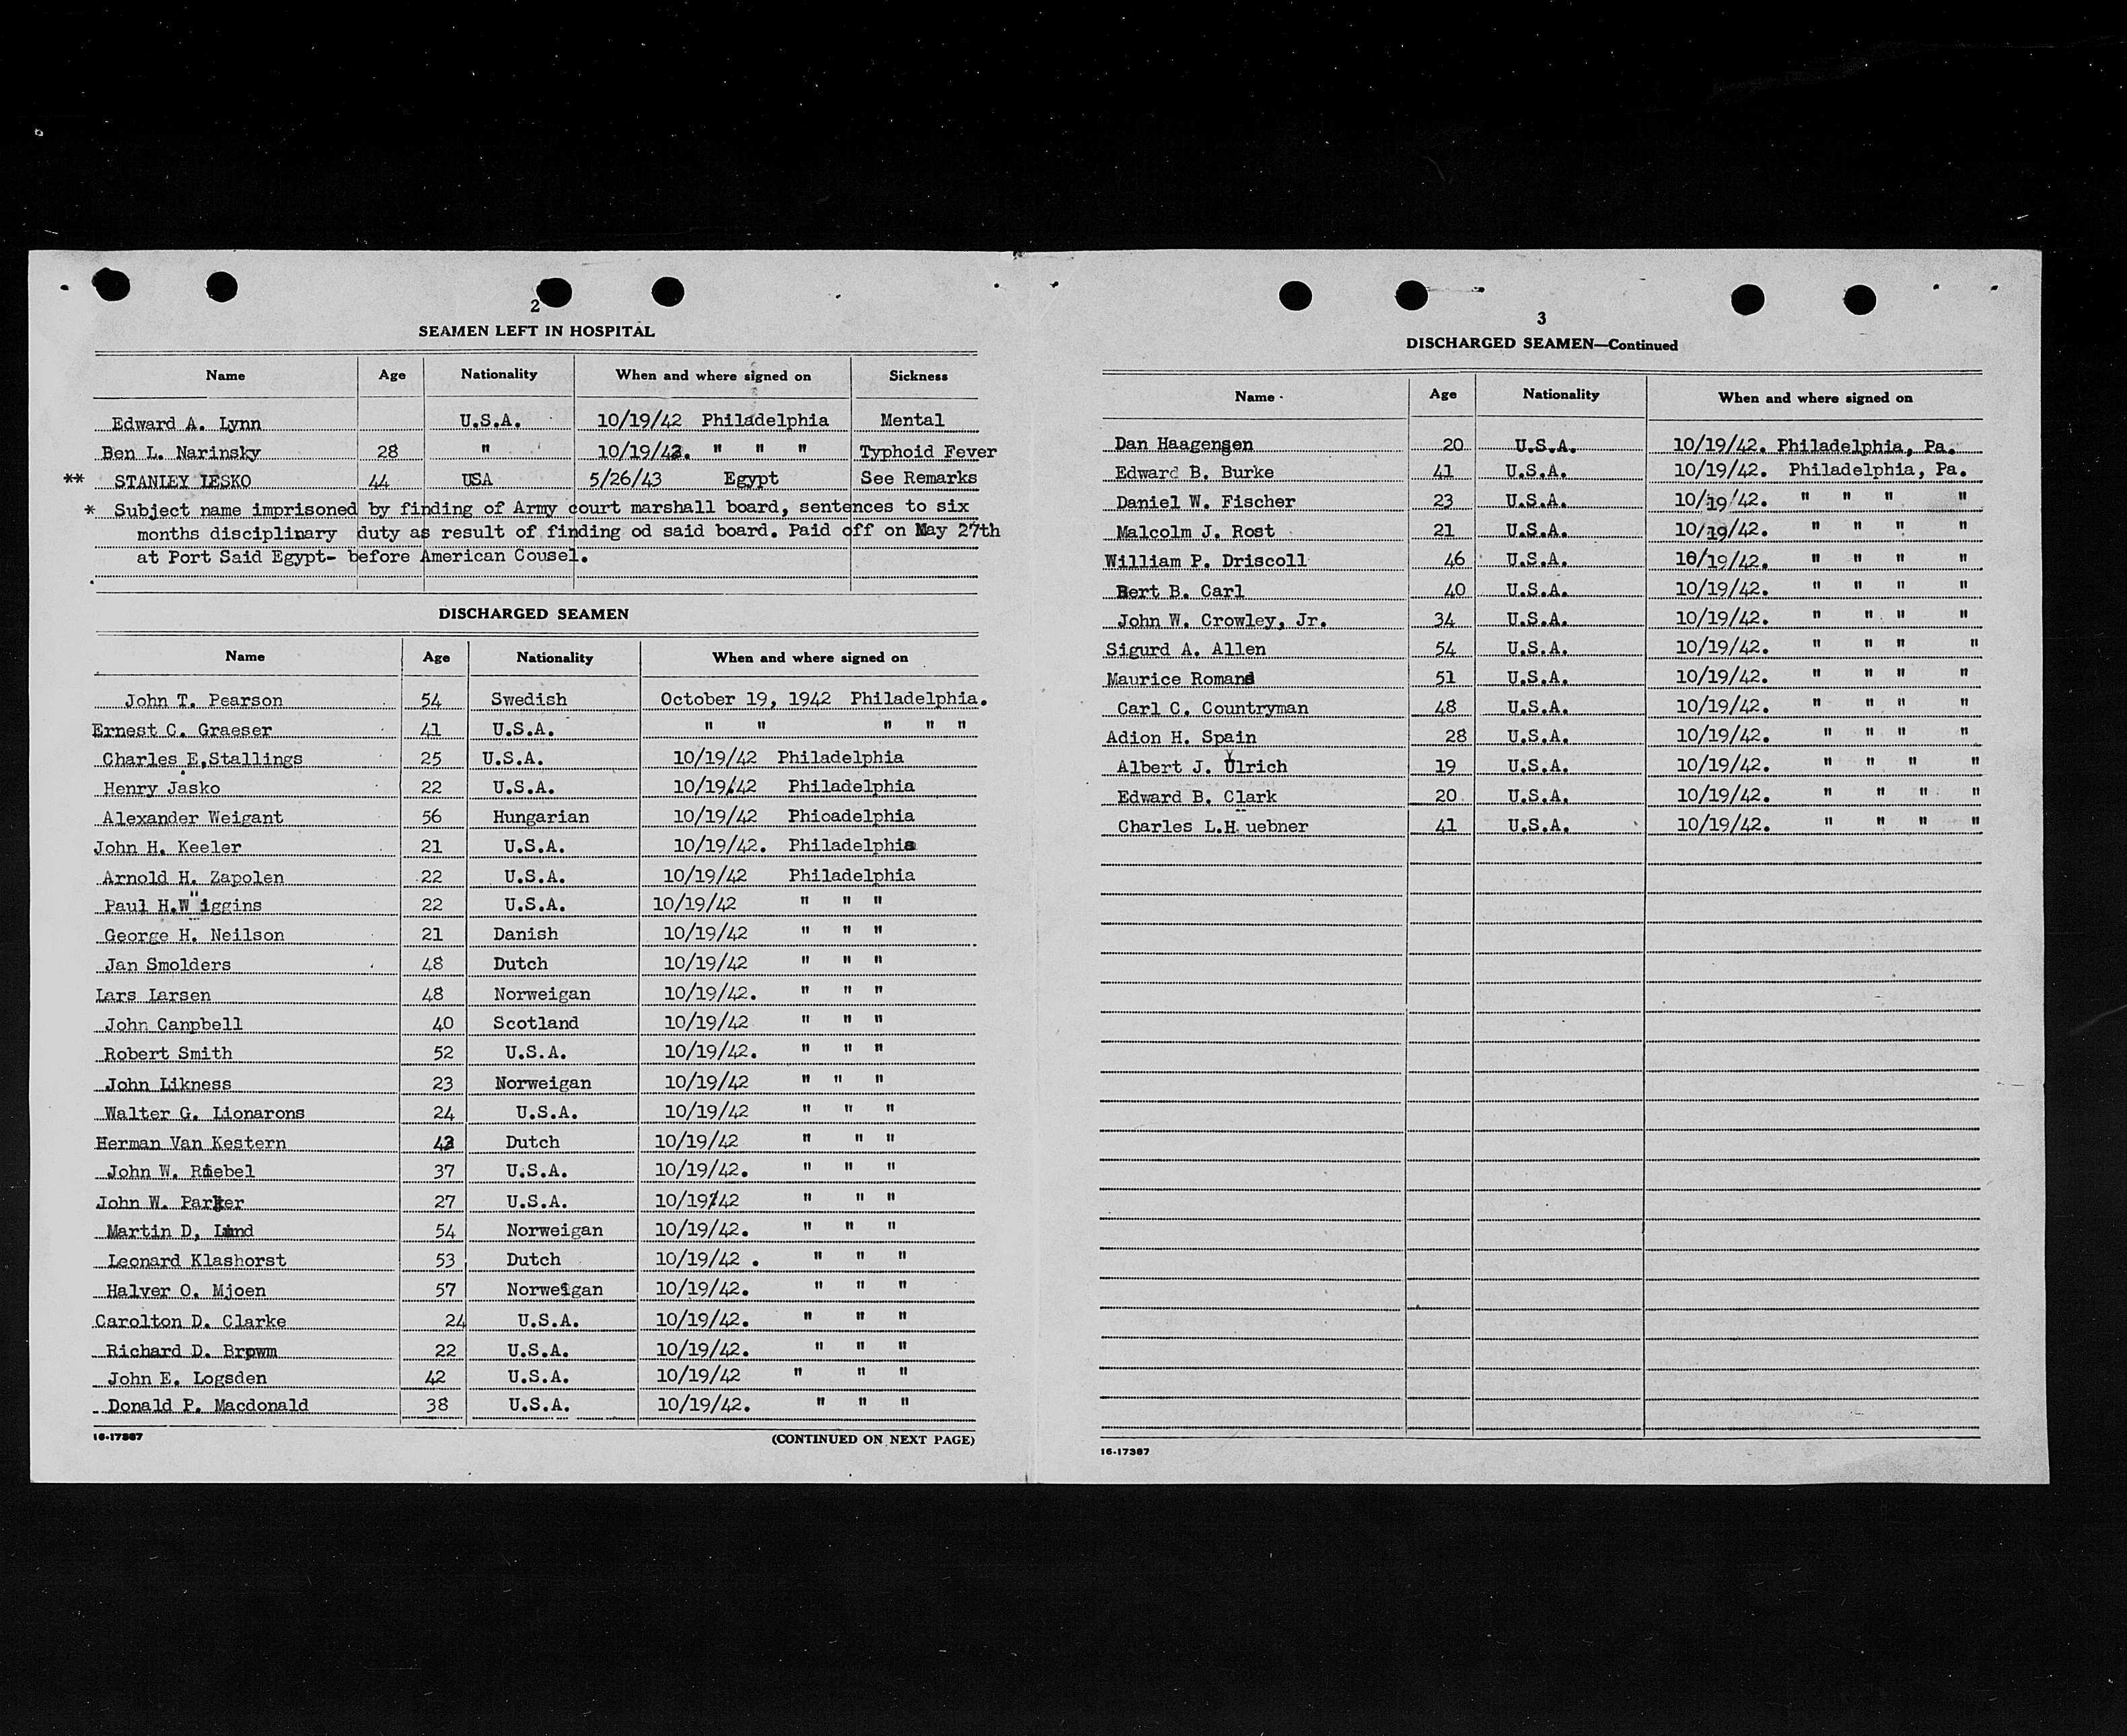 2
SEAMEN LEFT IN HOSPITAL
Name Age Nationality When and where signed on Sickness
Edward A. Lynn U.S.A. 10/19/42 Philadelphia Mental
Ben L. Narinsky 28 " 10/19/42. " " " Typhoid Fever
** STANLEY LESKO 44 USA 5/26/43 Egypt See Remarks
* Subject name imprisoned by finding of Army court marshall board, sentences to six
months disciplinary duty as result of finding od said board. Paid off on May 27th
at Port Said Egypt- before American Cousel.
DISCHARGED SEAMEN
Name Age Nationality When and where signed on
John T. Pearson 54 Swedish October 19, 1942 Philadelphia.
Ernest C. Graeser 41 U.S.A. " " " " "
Charles E.Stallings 25 U.S.A. 10/19/42 Philadelphia
Henry Jasko 22 U.S.A. 10/19/42 Philadelphia
Alexander Weigant 56 Hungarian 10/19/42 Phioadelphia
John H. Keeler 21 U.S.A. 10/19/42. Philadelphia
Arnold H. Zapolen 22 U.S.A. 10/19/42 Philadelphia
Paul H.W"iggins 22 U.S.A. 10/19/42 " " "
George H. Neilson 21 Danish 10/19/42 " " "
Jan Smolders 48 Dutch 10/19/42 " " "
Lars Larsen 48 Norweigan 10/19/42. " " "
John Canpbell 40 Scotland 10/19/42 " " "
Robert Smith 52 U.S.A. 10/19/42. " " "
John Likness 23 Norweigan 10/19/42 " " "
Walter G. Lionarons 24 U.S.A. 10/19/42 " " "
Herman Van Kestern 42 Dutch 10/19/42 " " "
John W. Riebel 37 U.S.A. 10/19/42. " " "
John W. Parker 27 U.S.A. 10/19/42 " " "
Martin D, Lund 54 Norweigan 10/19/42. " " "
Leonard Klashorst 53 Dutch 10/19/42 . " " "
Halver O. Mjoen 57 Norweigan 10/19/42. " " "
Carolton D. Clarke 24 U.S.A. 10/19/42. " " "
Richard D. Browm 22 U.S.A. 10/19/42. " " "
John E. Logsden 42 U.S.A. 10/19/42 " " "
Donald P. Macdonald 38 U.S.A. 10/19/42. " " "
16-17387 (CONTINUED ON NEXT PAGE)
3
DISCHARGED SEAMEN—Continued
Name Age Nationality When and where signed on
Dan Haagensen 20 U.S.A. 10/19/42. Philadelphia, Pa.
Edward B. Burke 41 U.S.A. 10/19/42. Philadelphia, Pa.
Daniel W. Fischer 23 U.S.A. 10/19/42. " " " "
Malcolm J. Rost 21 U.S.A. 10/19/42. " " " "
William P. Driscoll 46 U.S.A. 10/19/42. " " " "
Bert B. Carl 40 U.S.A. 10/19/42. " " " "
John W. Crowley, Jr. 34 U.S.A. 10/19/42. " " " "
Sigurd A. Allen 54 U.S.A. 10/19/42. " " " "
Maurice Romans 51 U.S.A. 10/19/42. " " " "
Carl C. Countryman 48 U.S.A. 10/19/42. " " " "
Adion H. Spain 28 U.S.A. 10/19/42. " " " "
Albert J. Ulrich 19 U.S.A. 10/19/42. " " " "
Edward B. Clark 20 U.S.A. 10/19/42. " " " "
Charles L.H uebner 41 U.S.A. 10/19/42. " " " "
16-17387